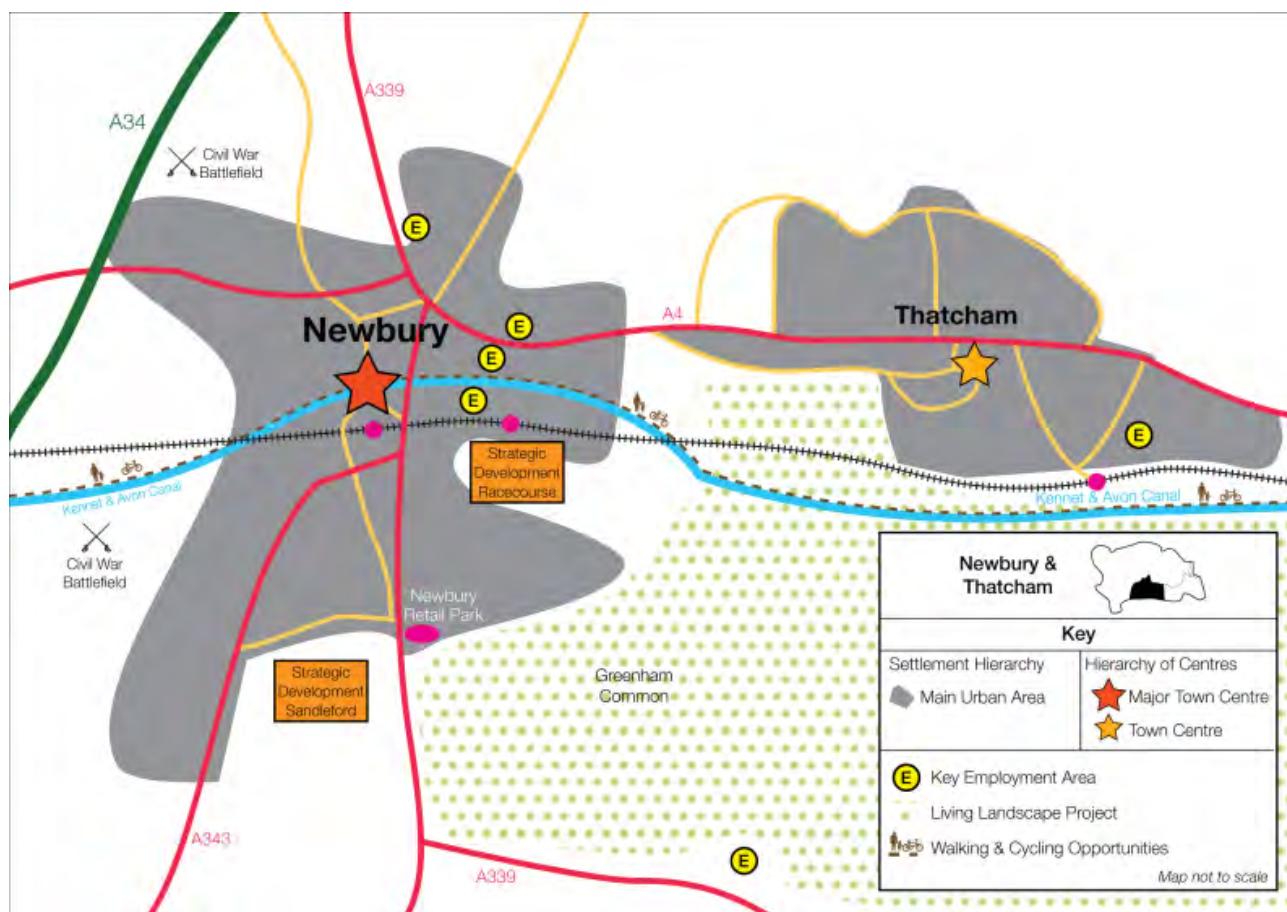 A34
A339
Civil War
Battlefield
E
Newbury
E
E
E
A4
Thatcham
E
Strategic
Development
Racecourse
Kennet & Avon Canal
Kennet & Avon Canal
Civil War
Battlefield
Newbury
Retail Park
Strategic
Development
Sandleford
Greenham
Common
A343
A339
E
Newbury &
Thatcham
Key
Settlement Hierarchy
Main Urban Area
Hierarchy of Centres
Major Town Centre
Town Centre
E Key Employment Area
Living Landscape Project
Walking & Cycling Opportunities
Map not to scale